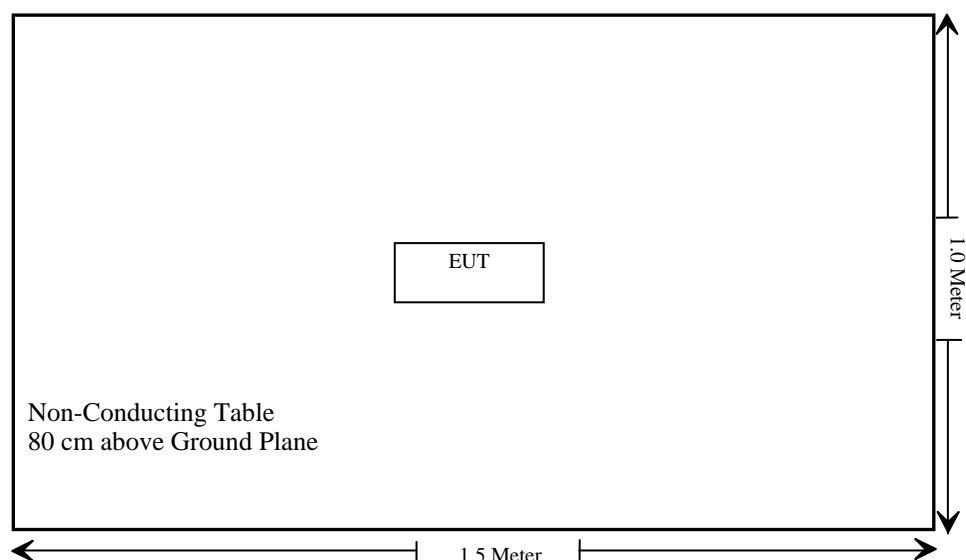 EUT
1.0 Meter
Non-Conducting Table
80 cm above Ground Plane
1.5 Meter